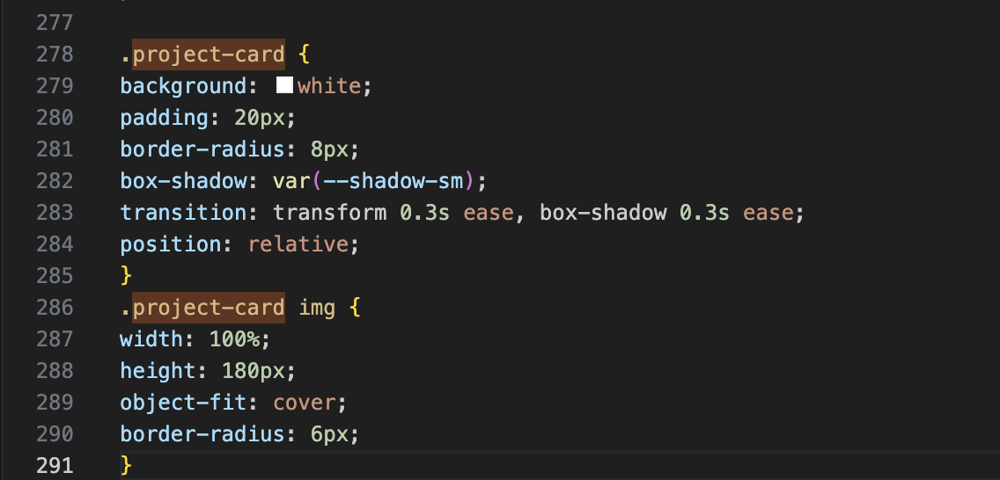 277
278 .project-card {
279 background: white;
280 padding: 20px;
281 border-radius: 8px;
282 box-shadow: var(--shadow-sm);
283 transition: transform 0.3s ease, box-shadow 0.3s ease;
284 position: relative;
285 }
286 .project-card img {
287 width: 100%;
288 height: 180px;
289 object-fit: cover;
290 border-radius: 6px;
291 }